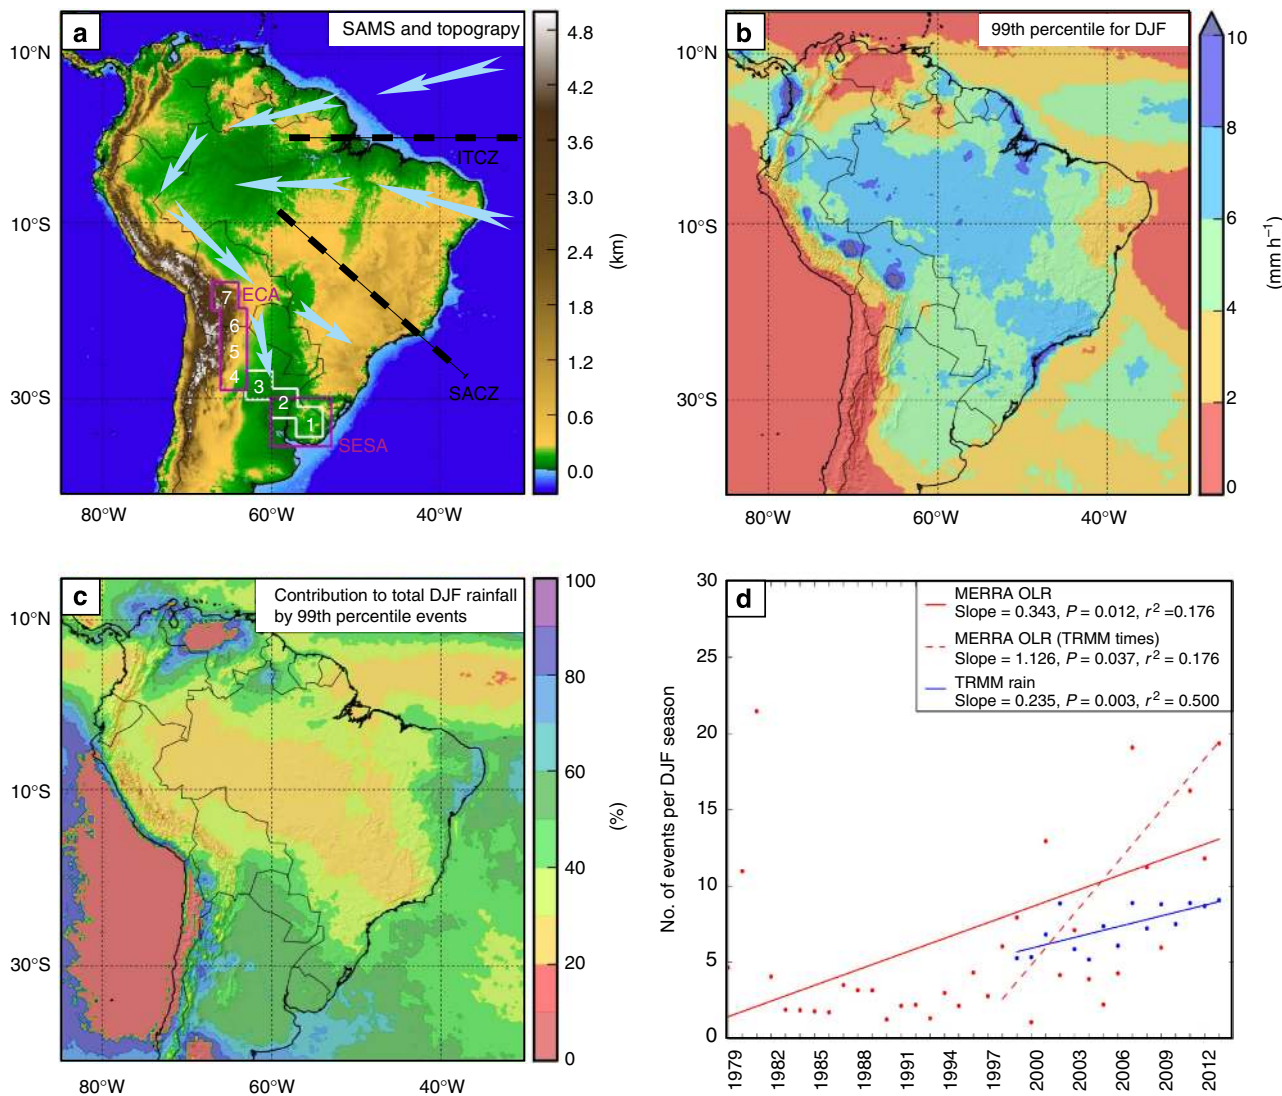 a
SAMS and topograpy
10°N
10°S
30°S
80°W
60°W
40°W
ITCZ
SACZ
ECA
SESA
7
6
5
4
3
2
1
4.8
4.2
3.6
3.0
2.4
1.8
1.2
0.6
0.0
(km)
b
99th percentile for DJF
10°N
10°S
30°S
80°W
60°W
40°W
10
8
6
4
2
0
(mm h⁻¹)
c
Contribution to total DJF rainfall
by 99th percentile events
10°N
10°S
30°S
80°W
60°W
40°W
100
80
60
40
20
0
(%)
d
MERRA OLR
Slope = 0.343, P = 0.012, r² =0.176
MERRA OLR (TRMM times)
Slope = 1.126, P = 0.037, r² = 0.176
TRMM rain
Slope = 0.235, P = 0.003, r² = 0.500
No. of events per DJF season
30
25
20
15
10
5
0
1979
1982
1985
1988
1991
1994
1997
2000
2003
2006
2009
2012